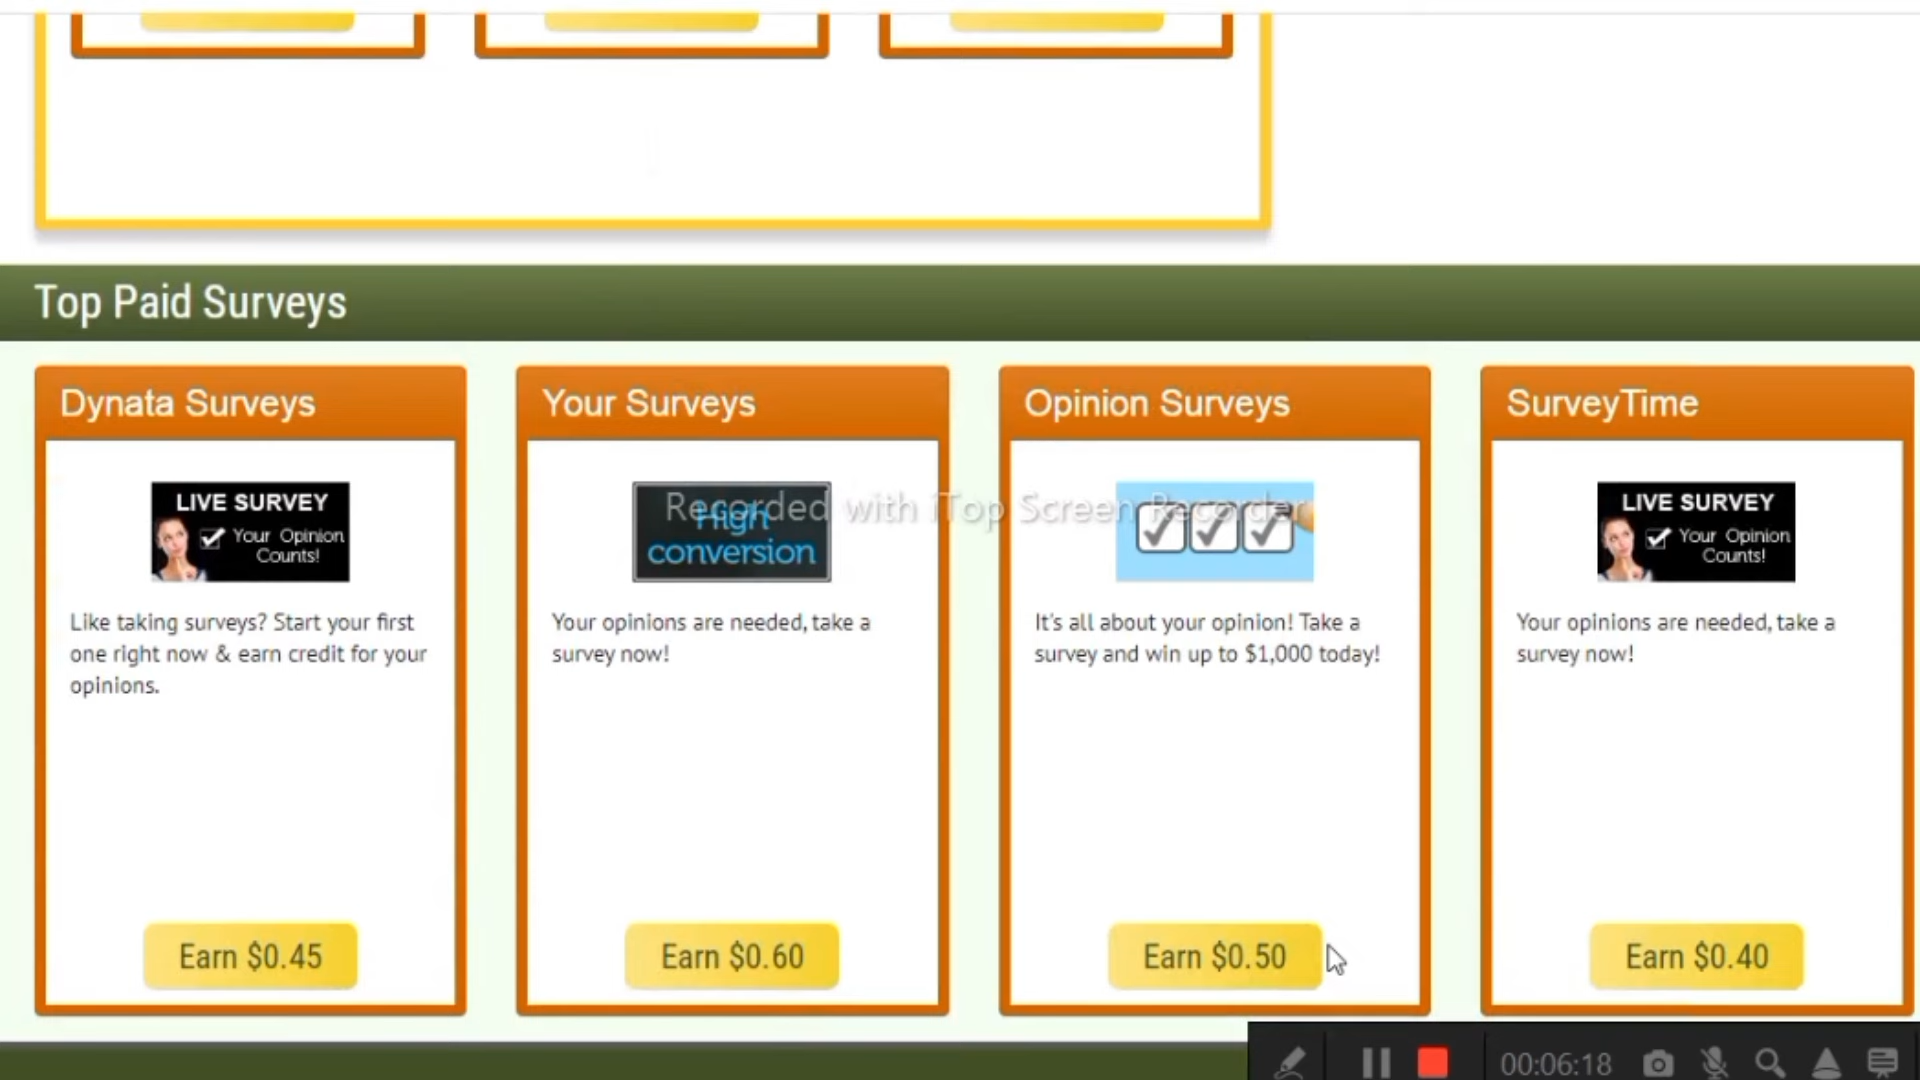 Top Paid Surveys
Dynata Surveys
LIVE SURVEY
Your Opinion
Counts!
Like taking surveys? Start your first
one right now & earn credit for your
opinions.
Earn $0.45
Your Surveys
High
conversion
Your opinions are needed, take a
survey now!
Earn $0.60
Opinion Surveys
It's all about your opinion! Take a
survey and win up to $1,000 today!
Earn $0.50
SurveyTime
LIVE SURVEY
Your Opinion
Counts!
Your opinions are needed, take a
survey now!
Earn $0.40
Recorded with iTop Screen Recorder
00:06:18